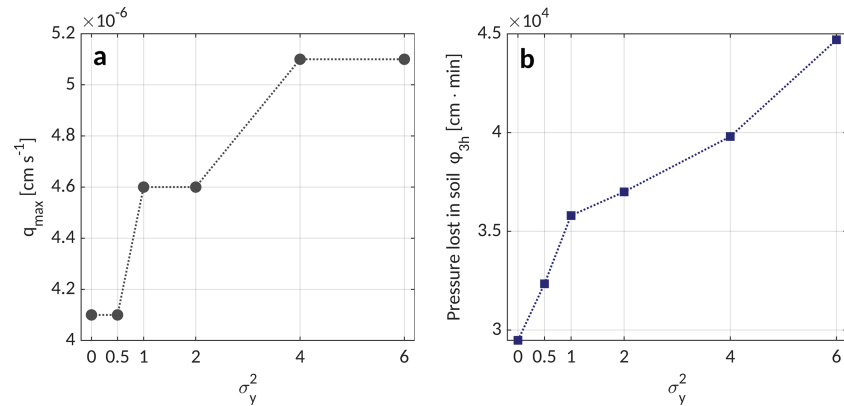 ×10⁻⁶
a
q_max [cm s⁻¹]
5.2
5
4.8
4.6
4.4
4.2
4
0 0.5 1 2 4 6
σ_y²
×10⁴
b
Pressure lost in soil φ_3h [cm · min]
4.5
4
3.5
3
0 0.5 1 2 4 6
σ_y²